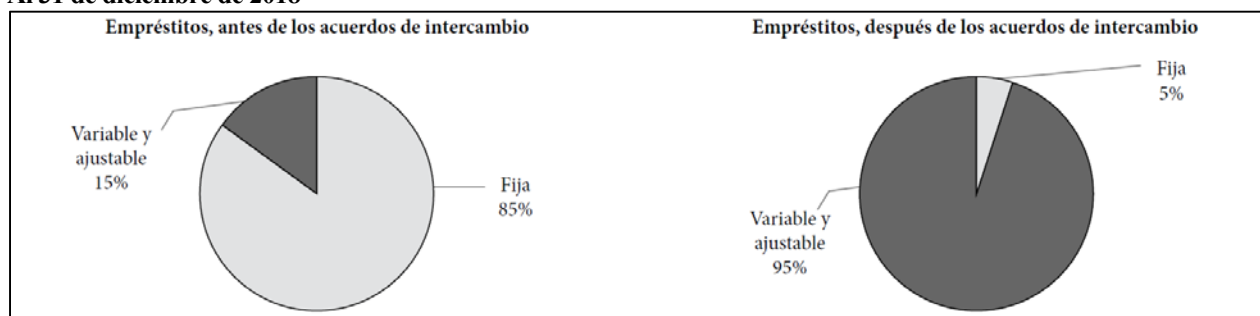 Al 31 de diciembre de 2018
Empréstitos, antes de los acuerdos de intercambio
Variable y
ajustable
15%
Fija
85%
Empréstitos, después de los acuerdos de intercambio
Fija
5%
Variable y
ajustable
95%